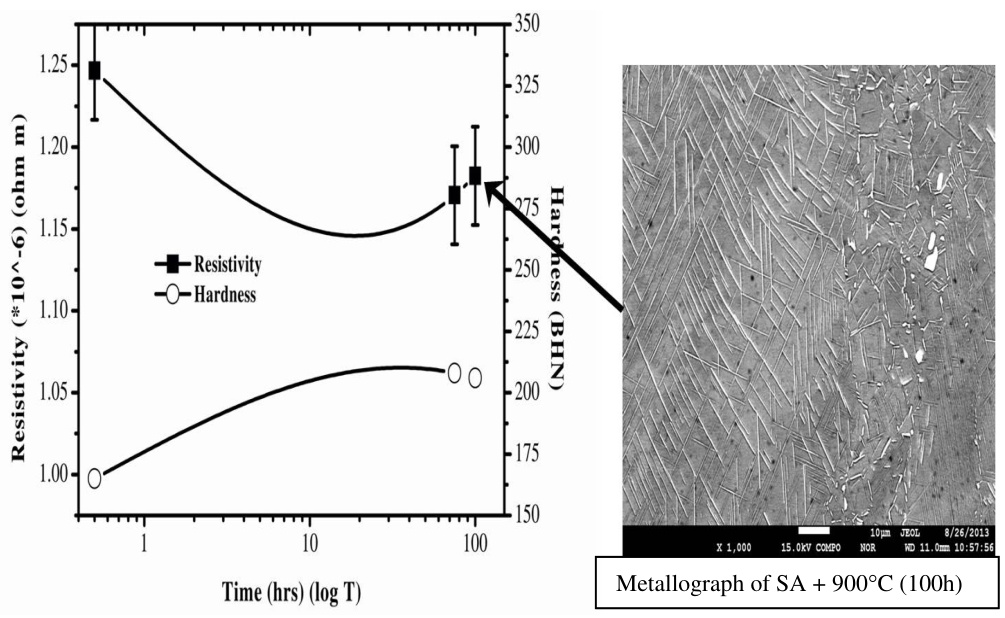 Resistivity (*10^-6) (ohm m)
1.25
1.20
1.15
1.10
1.05
1.00
350
325
300
275
250
225
200
175
150
Hardness (BHN)
Resistivity
Hardness
1 10 100
Time (hrs) (log T)
10µm JEOL 8/26/2013
X 1,000 15.0kV COMPO NOR WD 11.0mm 10:57:56
Metallograph of SA + 900°C (100h)